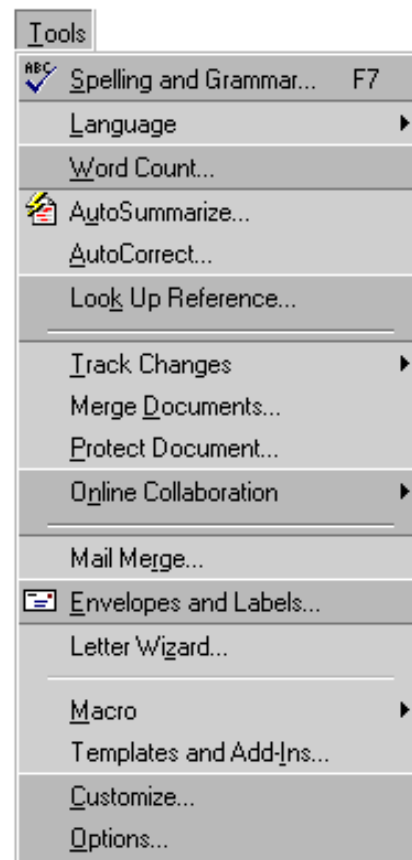 Tools
ABC Spelling and Grammar... F7
Language
Word Count...
AutoSummarize...
AutoCorrect...
Look Up Reference...
Track Changes
Merge Documents...
Protect Document...
Online Collaboration
Mail Merge...
Envelopes and Labels...
Letter Wizard...
Macro
Templates and Add-Ins...
Customize...
Options...